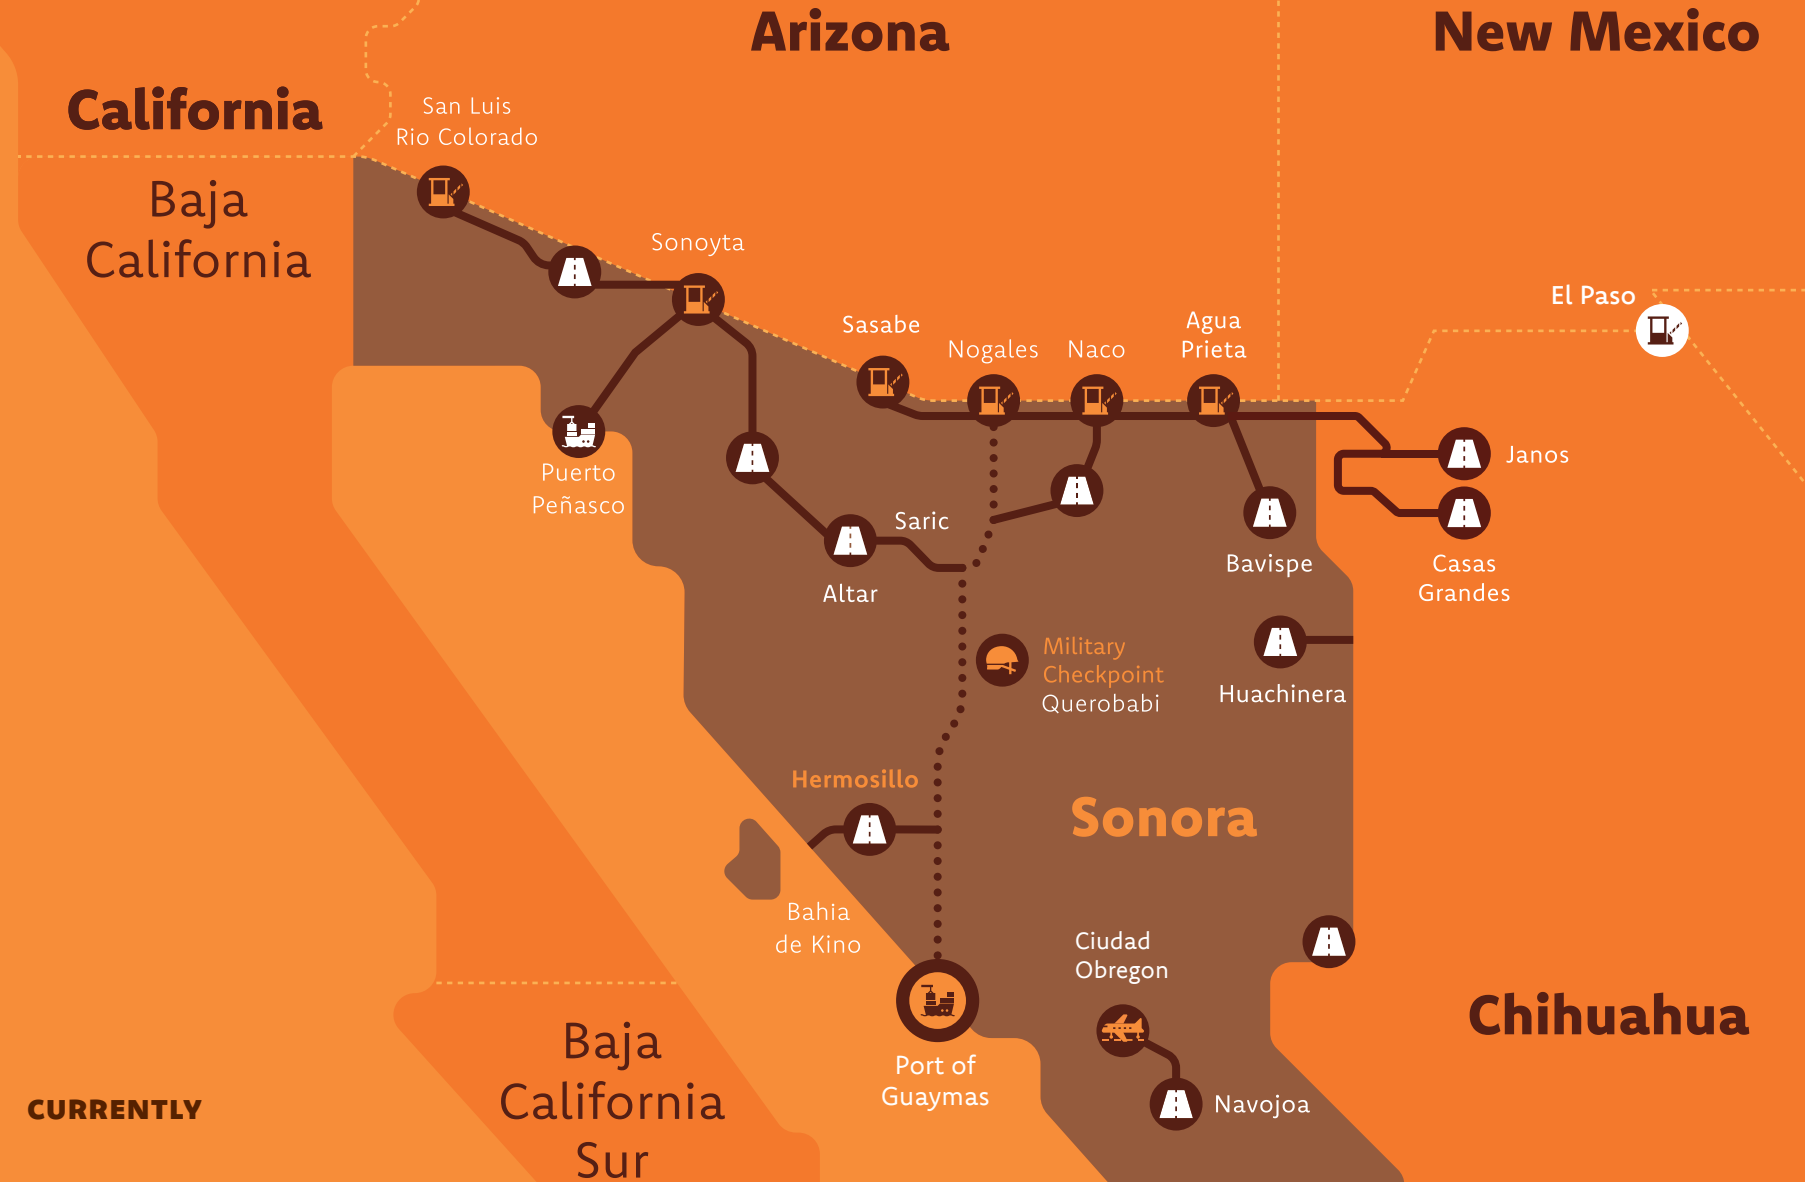 Arizona
New Mexico
California
San Luis
Rio Colorado
Baja
California
Sonoyta
El Paso
Sasabe
Nogales
Naco
Agua
Prieta
Janos
Puerto
Peñasco
Saric
Altar
Bavispe
Casas
Grandes
Military
Checkpoint
Querobabi
Huachinera
Hermosillo
Sonora
Bahia
de Kino
Ciudad
Obregon
Chihuahua
Port of
Guaymas
Navojoa
Baja
California
Sur
CURRENTLY